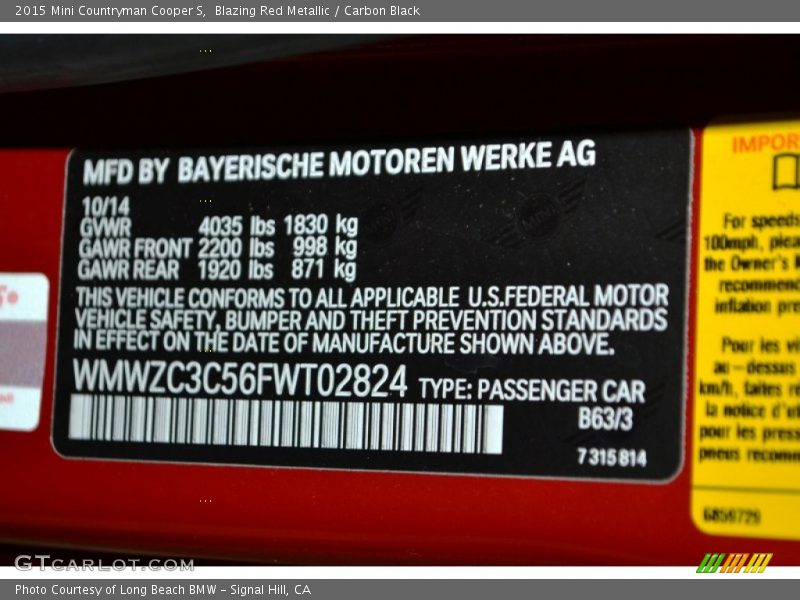 2015 Mini Countryman Cooper S, Blazing Red Metallic / Carbon Black
MFD BY BAYERISCHE MOTOREN WERKE AG
10/14
GVWR 4035 lbs 1830 kg
GAWR FRONT 2200 lbs 998 kg
GAWR REAR 1920 lbs 871 kg
THIS VEHICLE CONFORMS TO ALL APPLICABLE U.S.FEDERAL MOTOR
VEHICLE SAFETY, BUMPER AND THEFT PREVENTION STANDARDS
IN EFFECT ON THE DATE OF MANUFACTURE SHOWN ABOVE.
WMWZC3C56FWT02824 TYPE: PASSENGER CAR
B63/3
7 315 814
IMPOR
For speeds
100mph, plea
the Owner's
recommen
inflation pre
Pour les vi
au-dessus
km/h, faites r
la notice d'ut
pour les press
pneus recomm
6859729
GTCARLOT.COM
Photo Courtesy of Long Beach BMW - Signal Hill, CA